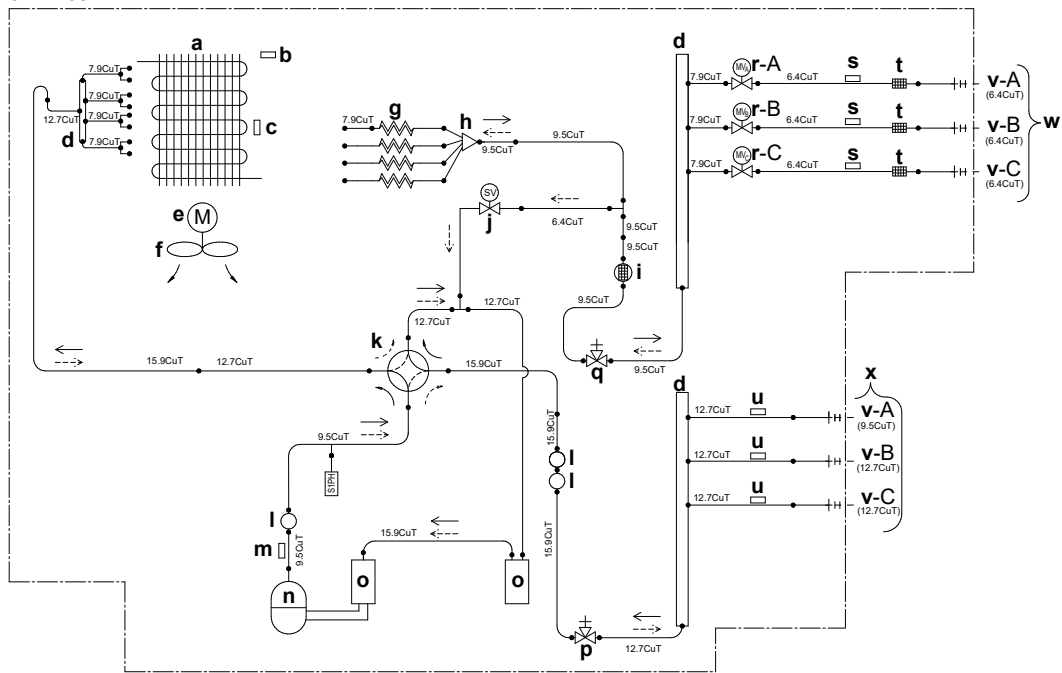 a
b
7.9CuT
7.9CuT
7.9CuT
7.9CuT
12.7CuT
d
c
e M
f
7.9CuT
g
h
9.5CuT
9.5CuT
SV
j
6.4CuT
9.5CuT
9.5CuT
i
9.5CuT
q
9.5CuT
d
7.9CuT
MVA
r-A
6.4CuT
s
t
v-A
(6.4CuT)
7.9CuT
MVB
r-B
6.4CuT
s
t
v-B
(6.4CuT)
7.9CuT
r-C
6.4CuT
s
t
v-C
(6.4CuT)
w
12.7CuT
12.7CuT
k
15.9CuT
12.7CuT
15.9CuT
9.5CuT
S1PH
l
m
9.5CuT
n
15.9CuT
o
o
15.9CuT
l
l
15.9CuT
p
12.7CuT
d
x
12.7CuT
u
v-A
(9.5CuT)
12.7CuT
u
v-B
(12.7CuT)
12.7CuT
u
v-C
(12.7CuT)